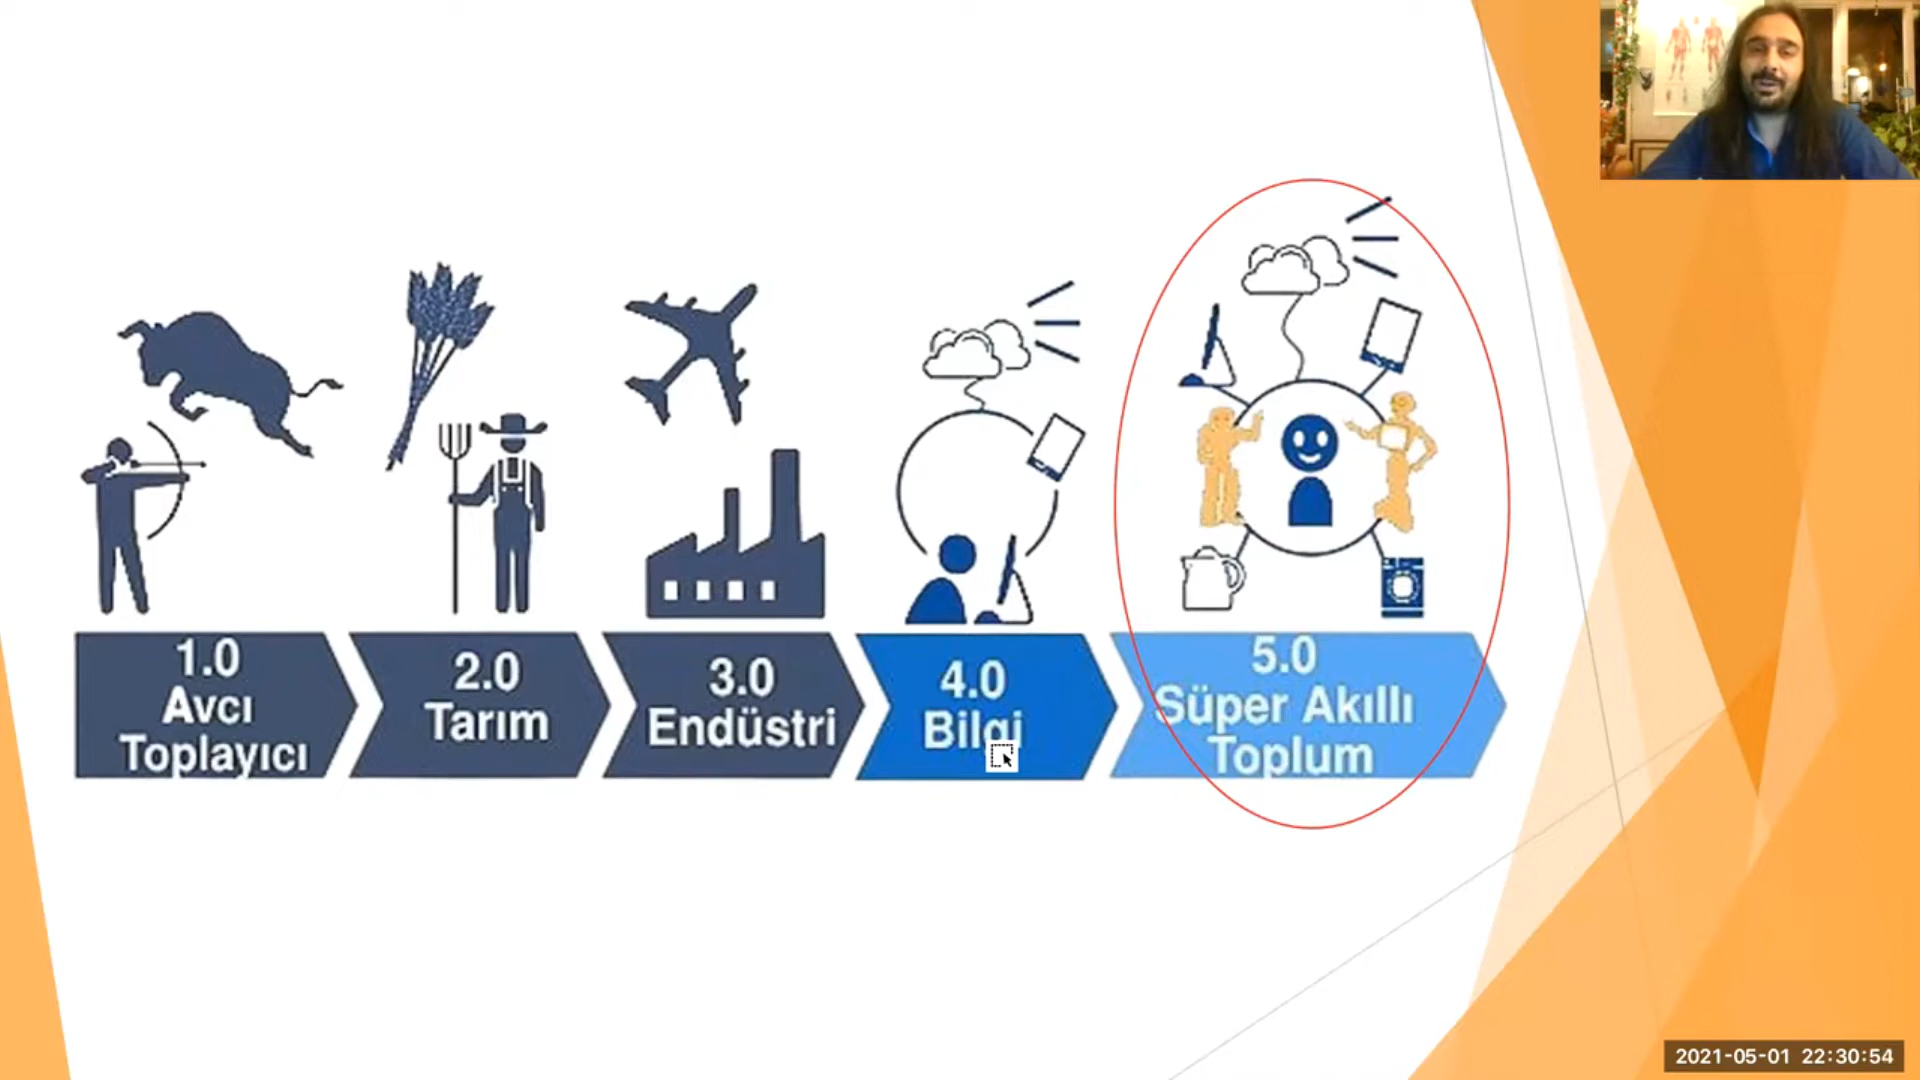 1.0
Avcı
Toplayıcı
2.0
Tarım
3.0
Endüstri
4.0
Bilgi
5.0
Süper Akıllı
Toplum
2021-05-01 22:30:54